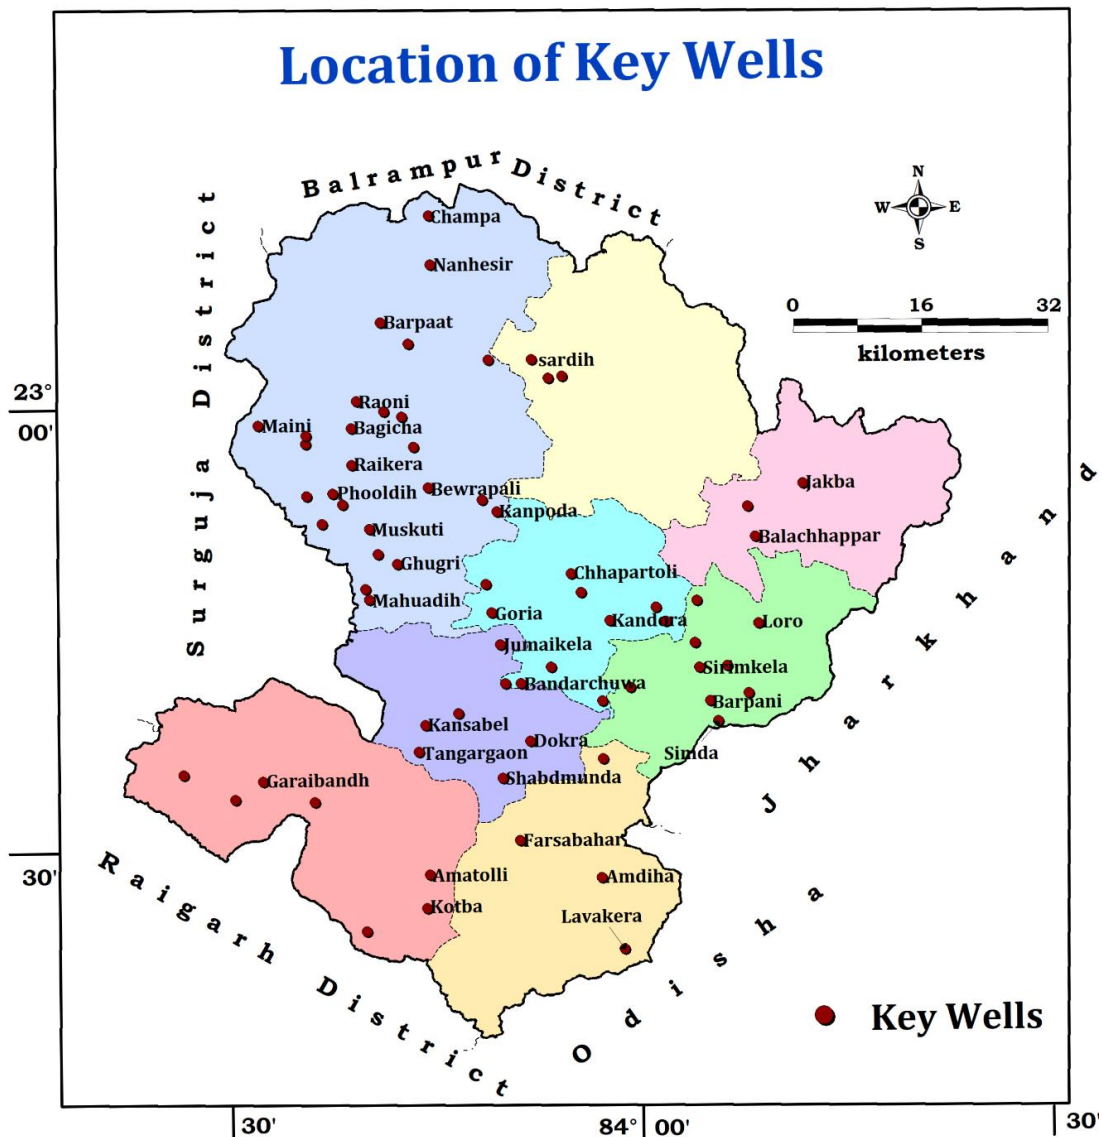 Location of Key Wells
Balrampur District
Surguja District
N
W E
S
0 16 32
kilometers
Champa
Nanhesir
Barpaat
sardih
23°
00'
Raoni
Maini
Bagicha
Raikera
Phooldih
Bewrapali
Kanpoda
Jakba
Muskuti
Balachhappar
Ghugri
Chhapartoli
Mahuadih
Goria
Kandora
Loro
Jumaikela
Sirimkela
Bandarchuwa
Barpani
Kansabel
Dokra
Tangargaon
Simda
Shabdmunda
Garaibandh
Jharkhand
Farsabahar
30'
Amatolli
Amdiha
Kotba
Lavakera
Raigarh District
Odisha
Key Wells
30'
84° 00'
30'